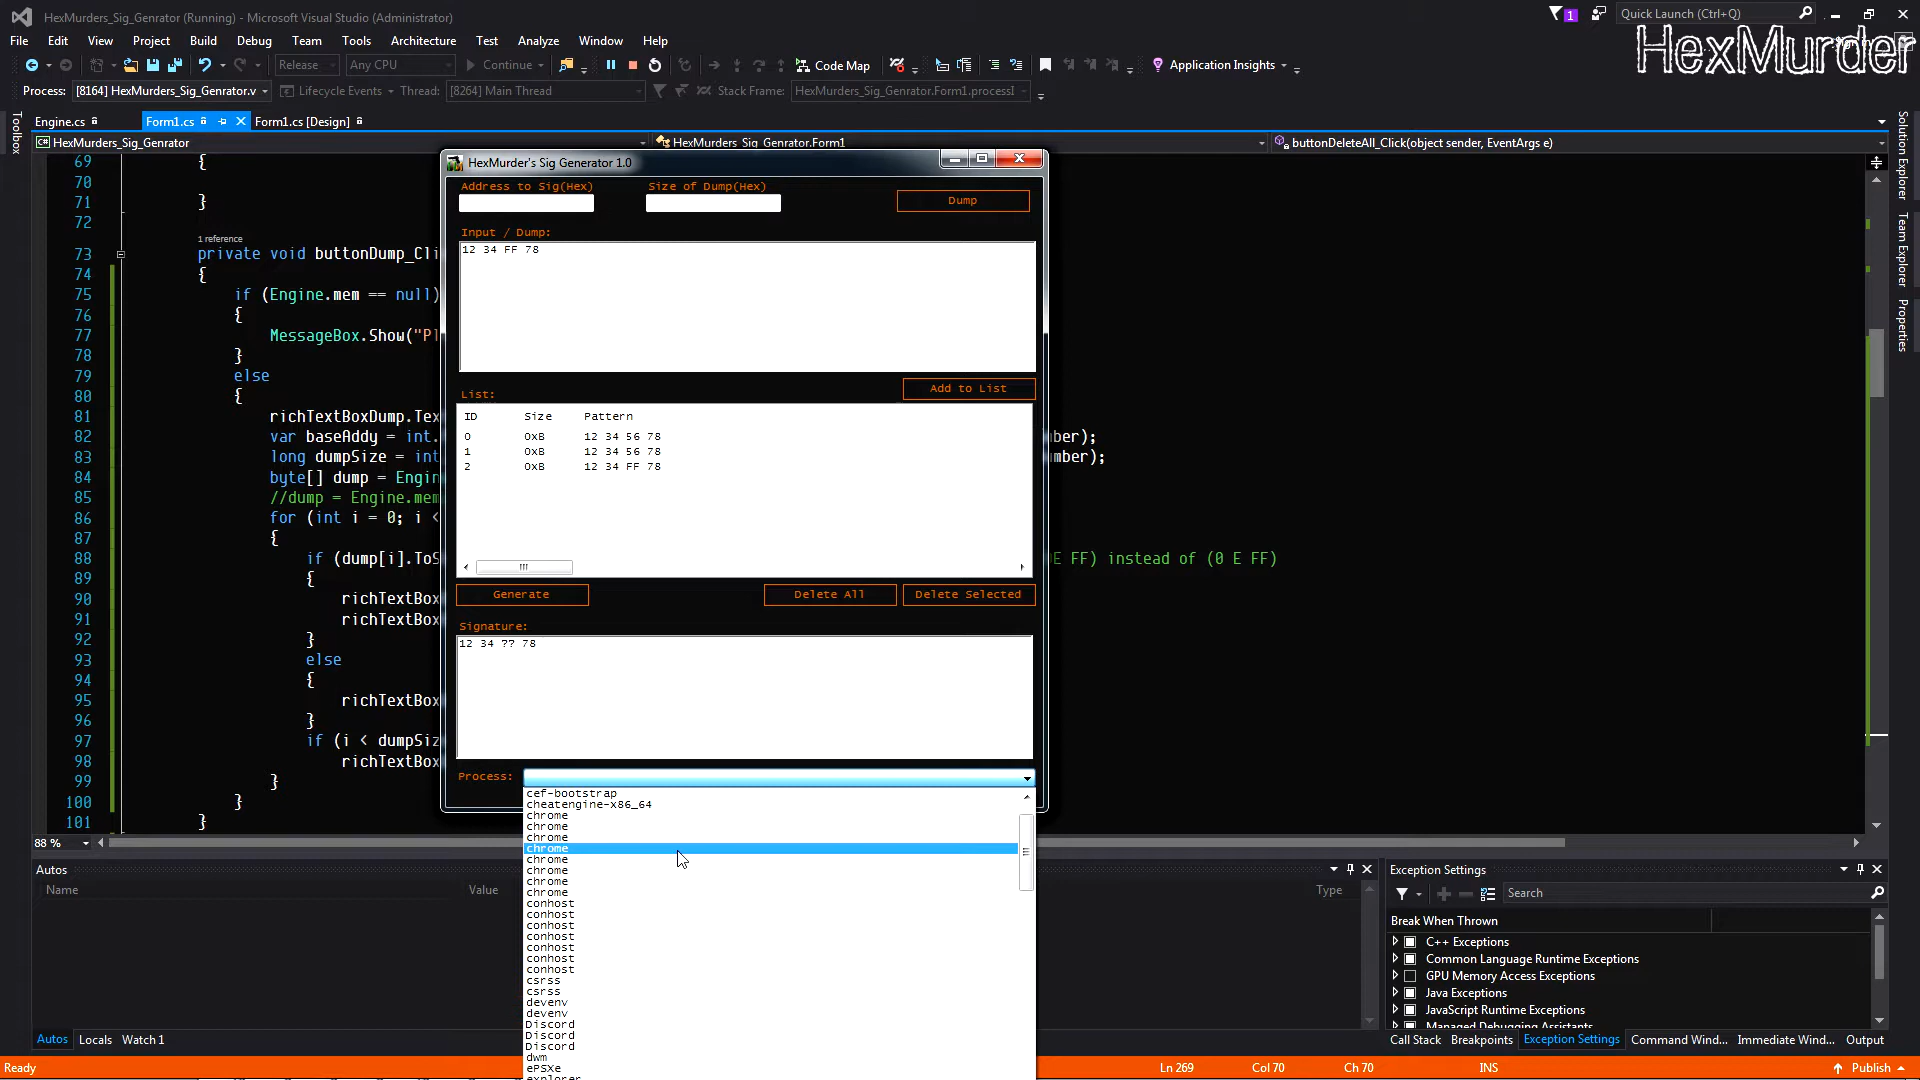 HexMurders_Sig_Genrator (Running) - Microsoft Visual Studio (Administrator)
1
Quick Launch (Ctrl+Q)
File Edit View Project Build Debug Team Tools Architecture Test Analyze Window Help
HexMurder
Release Any CPU Continue Code Map Application Insights
Process: [8164] HexMurders_Sig_Genrator.v Lifecycle Events Thread: [8264] Main Thread Stack Frame: HexMurders_Sig_Genrator.Form1.processI
Engine.cs Form1.cs Form1.cs [Design]
Toolbox
HexMurders_Sig_Genrator HexMurders_Sig_Genrator.Form1 buttonDeleteAll_Click(object sender, EventArgs e)
Solution Explorer
Team Explorer
Properties
69 {
70
71 }
72
1 reference
73 private void buttonDump_Cli
74 {
75 if (Engine.mem == null)
76 {
77 MessageBox.Show("Pl
78 }
79 else
80 {
81 richTextBoxDump.Tex
82 var baseAddy = int. ber);
83 long dumpSize = int mber);
84 byte[] dump = Engin
85 //dump = Engine.mem
86 for (int i = 0; i <
87 {
88 if (dump[i].ToS E FF) instead of (0 E FF)
89 {
90 richTextBox
91 richTextBox
92 }
93 else
94 {
95 richTextBox
96 }
97 if (i < dumpSiz
98 richTextBox
99 }
100 }
101 }
HexMurder's Sig Generator 1.0
Address to Sig(Hex) Size of Dump(Hex)
Dump
Input / Dump:
12 34 FF 78
Add to List
List:
ID Size Pattern
0 0xB 12 34 56 78
1 0xB 12 34 56 78
2 0xB 12 34 FF 78
Generate Delete All Delete Selected
Signature:
12 34 ?? 78
Process:
cef-bootstrap
cheatengine-x86_64
chrome
chrome
chrome
chrome
chrome
chrome
chrome
chrome
conhost
conhost
conhost
conhost
conhost
conhost
conhost
csrss
csrss
devenv
devenv
Discord
Discord
Discord
dwm
ePSXe
explorer
88 %
Autos
Name Value Type
Autos Locals Watch 1
Exception Settings
Search
Break When Thrown
C++ Exceptions
Common Language Runtime Exceptions
GPU Memory Access Exceptions
Java Exceptions
JavaScript Runtime Exceptions
Managed Debugging Assistants
Call Stack Breakpoints Exception Settings Command Wind... Immediate Wind... Output
Ready Ln 269 Col 70 Ch 70 INS Publish